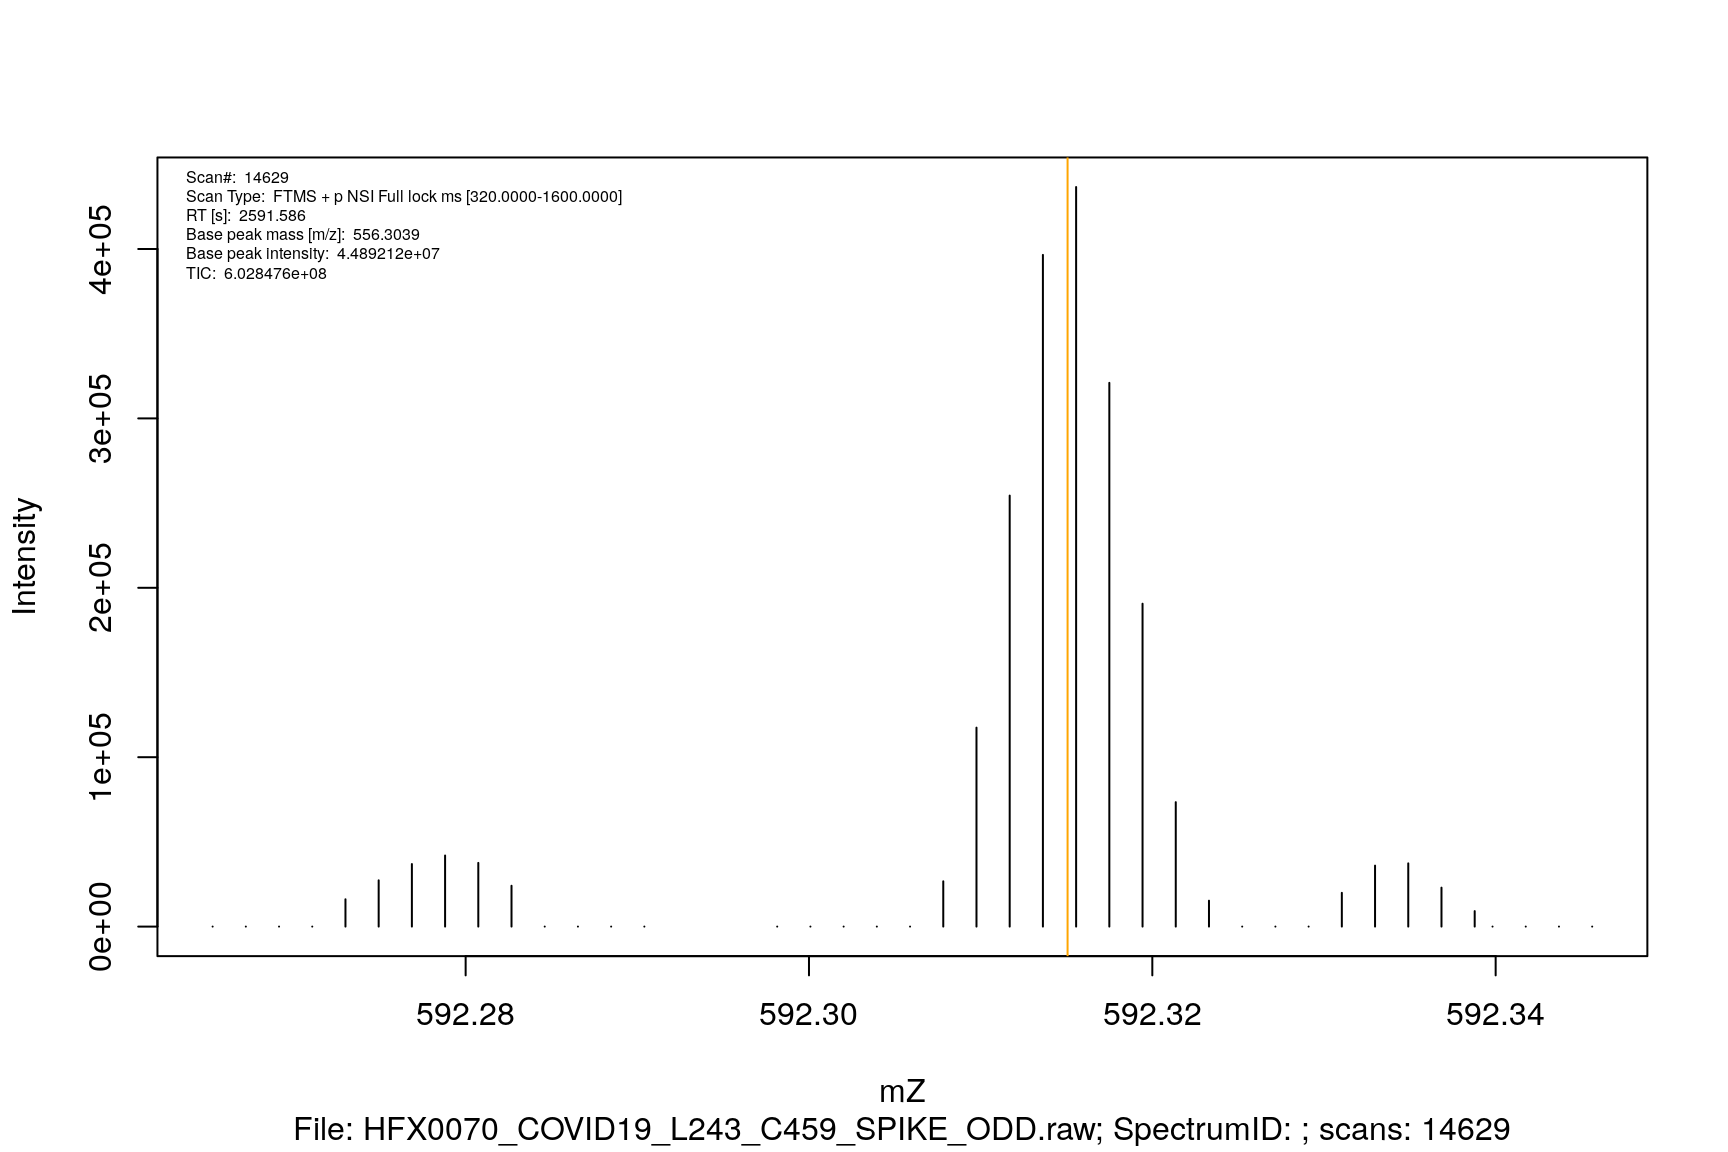 Scan#: 14629
Scan Type: FTMS + p NSI Full lock ms [320.0000-1600.0000]
RT [s]: 2591.586
Base peak mass [m/z]: 556.3039
Base peak intensity: 4.489212e+07
TIC: 6.028476e+08
4e+05
3e+05
2e+05
1e+05
0e+00
Intensity
592.28 592.30 592.32 592.34
mZ
File: HFX0070_COVID19_L243_C459_SPIKE_ODD.raw; SpectrumID: ; scans: 14629